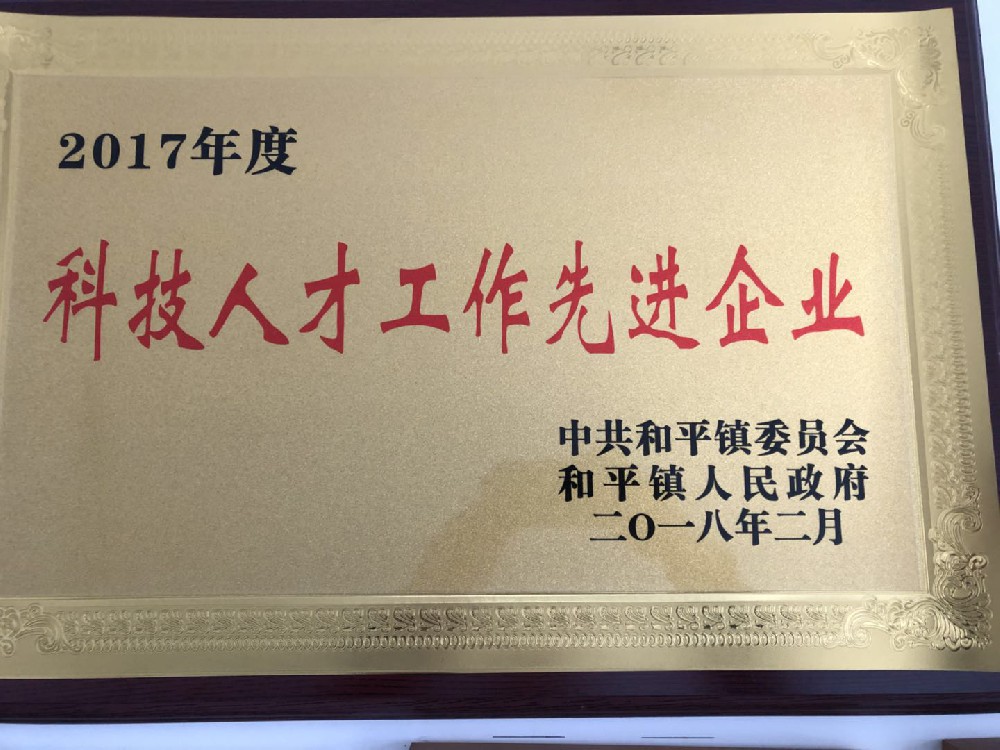 2017年度
科技人才工作先进企业
中共和平镇委员会
和平镇人民政府
二O一八年二月